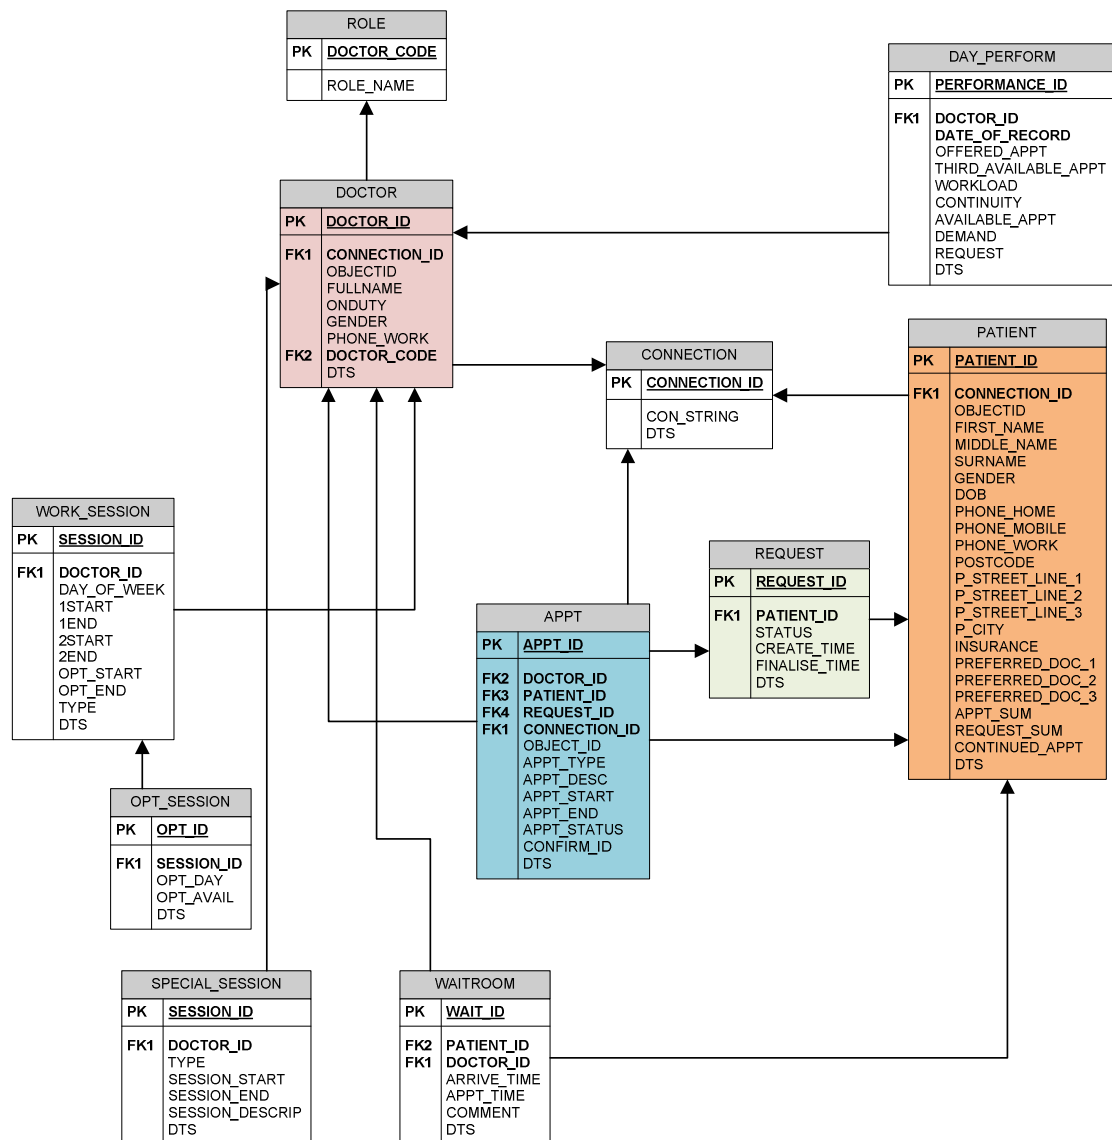 ROLE
PK DOCTOR_CODE
ROLE_NAME
DAY_PERFORM
PK PERFORMANCE_ID
FK1 DOCTOR_ID
DATE_OF_RECORD
OFFERED_APPT
THIRD_AVAILABLE_APPT
WORKLOAD
CONTINUITY
AVAILABLE_APPT
DEMAND
REQUEST
DTS
DOCTOR
PK DOCTOR_ID
FK1 CONNECTION_ID
OBJECTID
FULLNAME
ONDUTY
GENDER
PHONE_WORK
FK2 DOCTOR_CODE
DTS
CONNECTION
PK CONNECTION_ID
CON_STRING
DTS
PATIENT
PK PATIENT_ID
FK1 CONNECTION_ID
OBJECTID
FIRST_NAME
MIDDLE_NAME
SURNAME
GENDER
DOB
PHONE_HOME
PHONE_MOBILE
PHONE_WORK
POSTCODE
P_STREET_LINE_1
P_STREET_LINE_2
P_STREET_LINE_3
P_CITY
INSURANCE
PREFERRED_DOC_1
PREFERRED_DOC_2
PREFERRED_DOC_3
APPT_SUM
REQUEST_SUM
CONTINUED_APPT
DTS
WORK_SESSION
PK SESSION_ID
FK1 DOCTOR_ID
DAY_OF_WEEK
1START
1END
2START
2END
OPT_START
OPT_END
TYPE
DTS
REQUEST
PK REQUEST_ID
FK1 PATIENT_ID
STATUS
CREATE_TIME
FINALISE_TIME
DTS
APPT
PK APPT_ID
FK2 DOCTOR_ID
FK3 PATIENT_ID
FK4 REQUEST_ID
FK1 CONNECTION_ID
OBJECT_ID
APPT_TYPE
APPT_DESC
APPT_START
APPT_END
APPT_STATUS
CONFIRM_ID
DTS
OPT_SESSION
PK OPT_ID
FK1 SESSION_ID
OPT_DAY
OPT_AVAIL
DTS
SPECIAL_SESSION
PK SESSION_ID
FK1 DOCTOR_ID
TYPE
SESSION_START
SESSION_END
SESSION_DESCRIP
DTS
WAITROOM
PK WAIT_ID
FK2 PATIENT_ID
FK1 DOCTOR_ID
ARRIVE_TIME
APPT_TIME
COMMENT
DTS